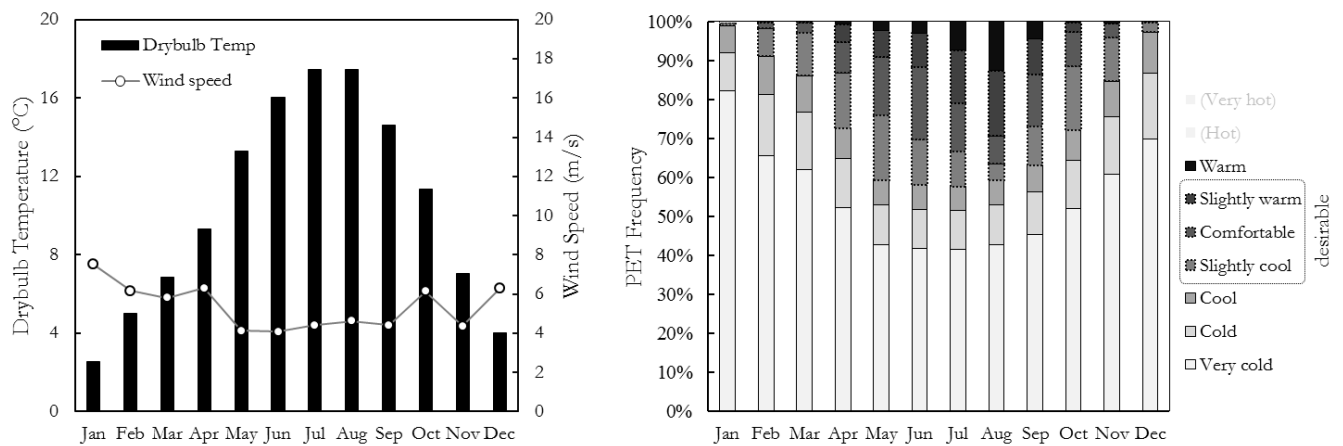 20
16
12
8
4
0
Drybulb Temperature (°C)
Drybulb Temp
Wind speed
20
18
16
14
12
10
8
6
4
2
0
Wind Speed (m/s)
Jan Feb Mar Apr May Jun Jul Aug Sep Oct Nov Dec
PET Frequency
100%
90%
80%
70%
60%
50%
40%
30%
20%
10%
0%
Jan Feb Mar Apr May Jun Jul Aug Sep Oct Nov Dec
(Very hot)
(Hot)
Warm
Slightly warm
Comfortable
Slightly cool
desirable
Cool
Cold
Very cold